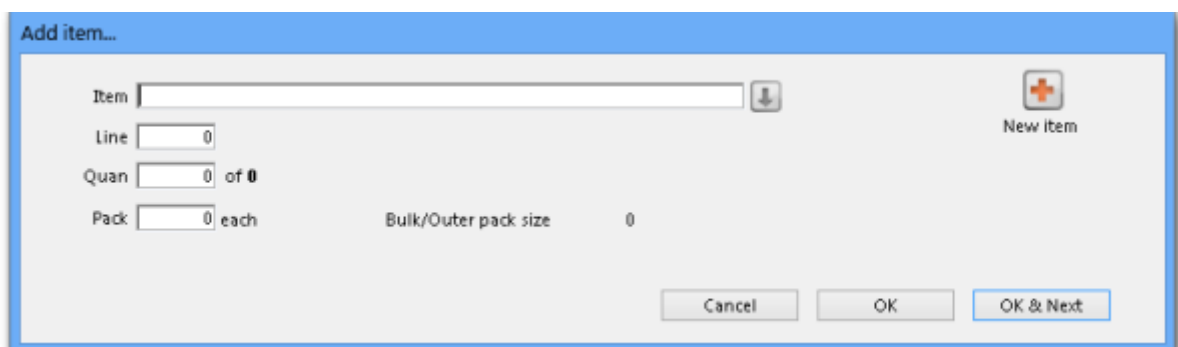 Add item...
Item
New item
Line 0
Quan 0 of 0
Pack 0 each Bulk/Outer pack size 0
Cancel OK OK & Next